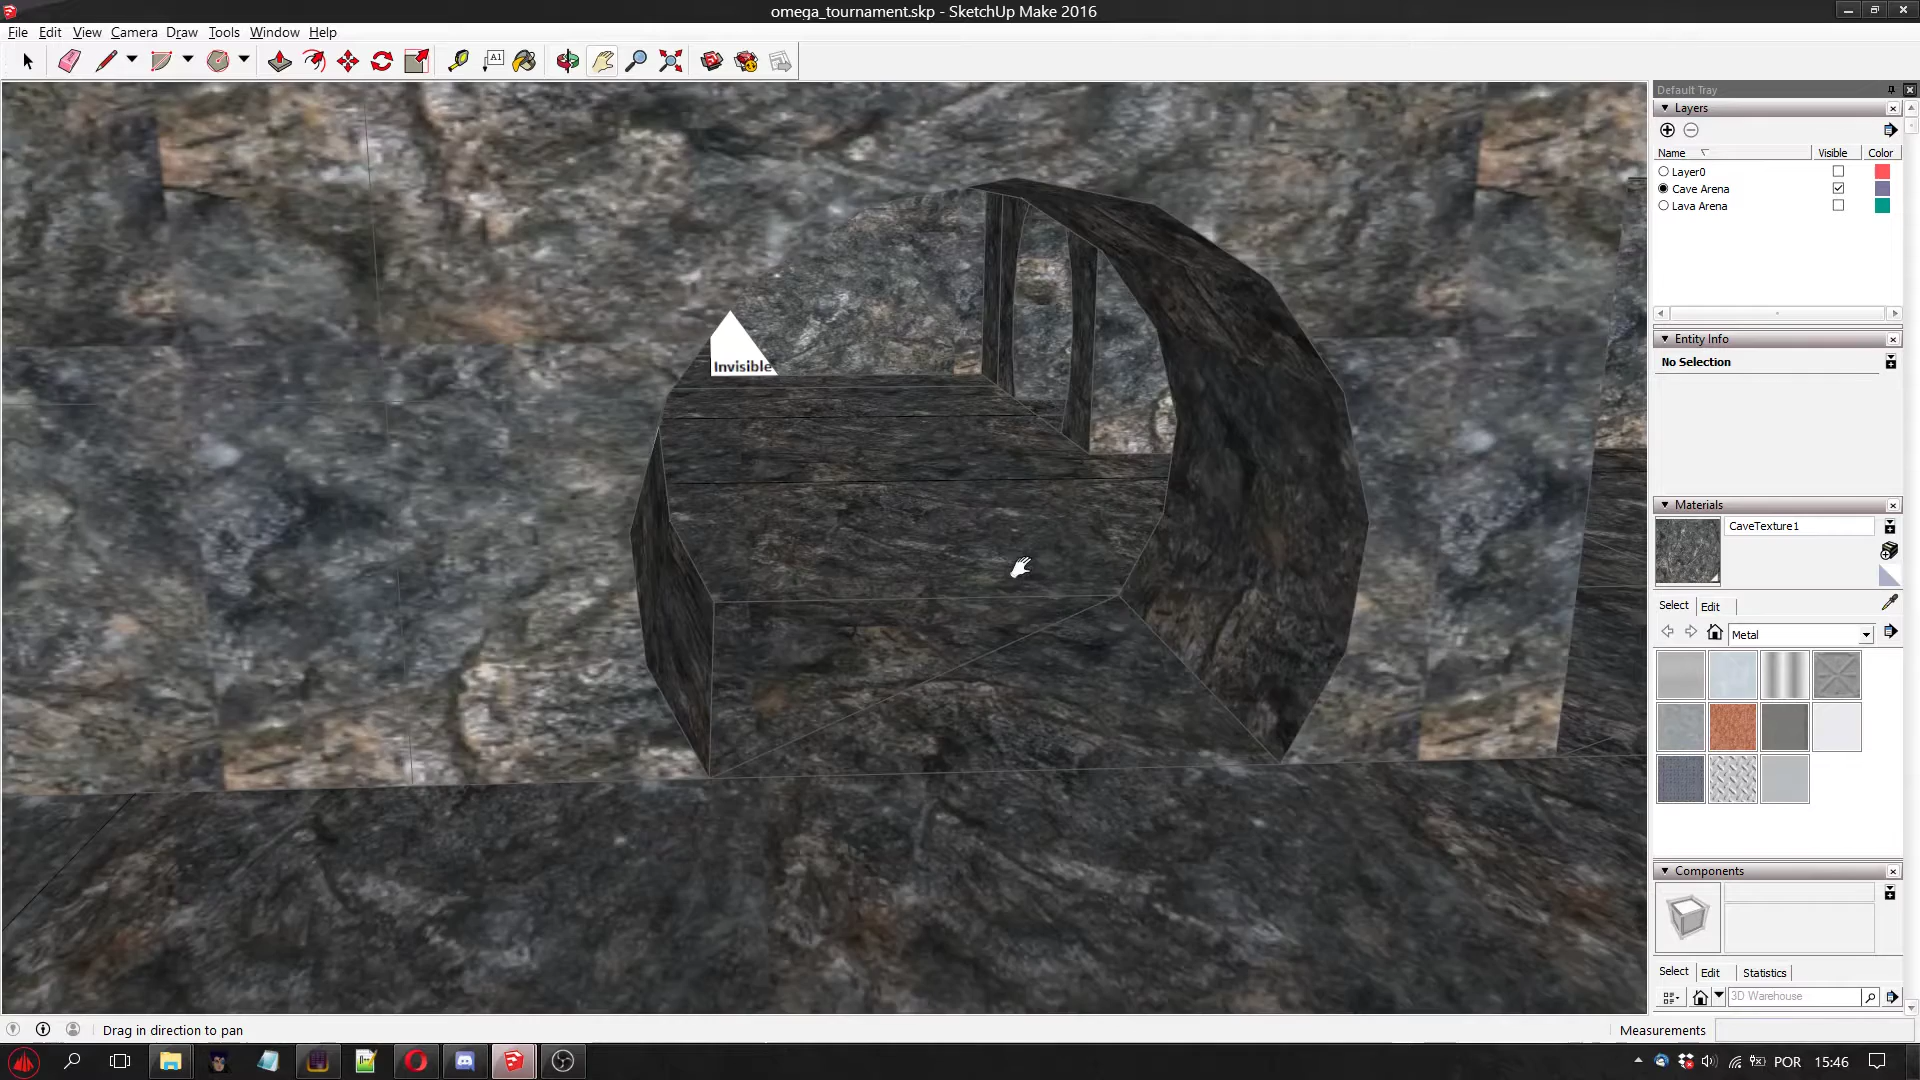 omega_tournament.skp - SketchUp Make 2016
File Edit View Camera Draw Tools Window Help
A1
Default Tray
Layers
Name Visible Color
Layer0
Cave Arena
Lava Arena
Entity Info
No Selection
Invisible
Materials
CaveTexture1
Select Edit
Metal
Components
Select Edit Statistics
3D Warehouse
Drag in direction to pan
Measurements
POR 15:46